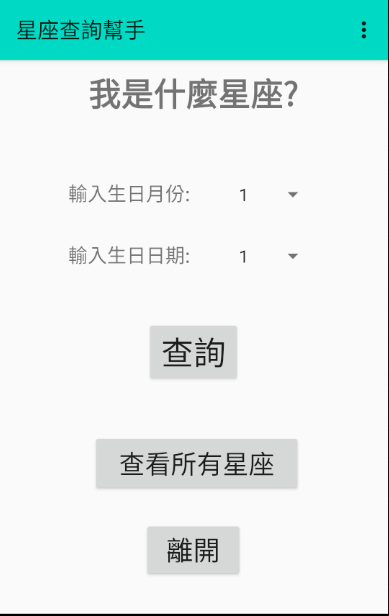 星座查詢幫手
我是什麼星座?
輸入生日月份: 1
輸入生日日期: 1
查詢
查看所有星座
離開